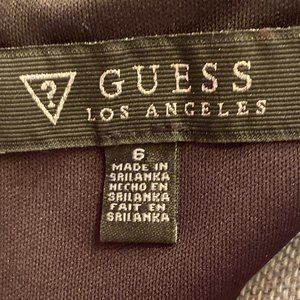 ?
GUESS
LOS ANGELES
6
MADE IN
SRILANKA
HECHO EN
SRILANKA
FAIT EN
SRILANKA